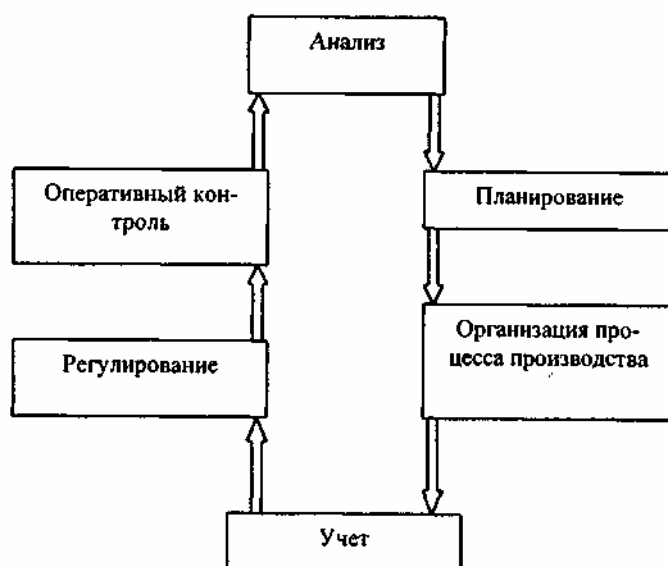 Анализ
Оперативный кон-
троль
Планирование
Регулирование
Организация про-
цесса производства
Учет